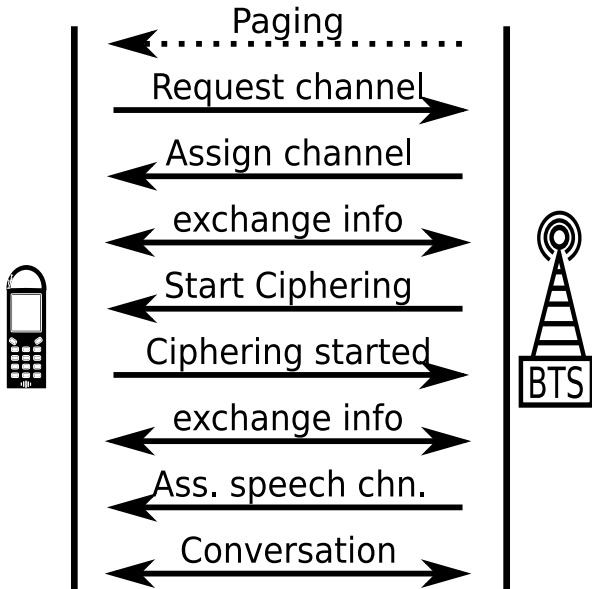 Paging
Request channel
Assign channel
exchange info
Start Ciphering
Ciphering started
BTS
exchange info
Ass. speech chn.
Conversation